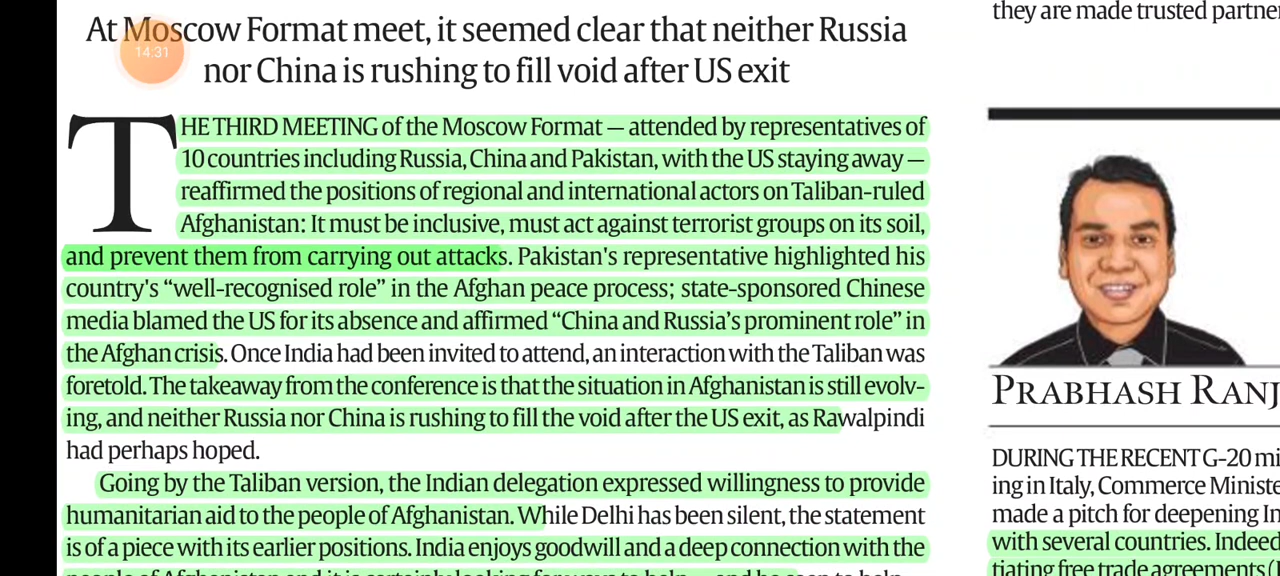 At Moscow Format meet, it seemed clear that neither Russia
nor China is rushing to fill void after US exit
14:31
THE THIRD MEETING of the Moscow Format — attended by representatives of
10 countries including Russia, China and Pakistan, with the US staying away —
reaffirmed the positions of regional and international actors on Taliban-ruled
Afghanistan: It must be inclusive, must act against terrorist groups on its soil,
and prevent them from carrying out attacks. Pakistan's representative highlighted his
country's “well-recognised role” in the Afghan peace process; state-sponsored Chinese
media blamed the US for its absence and affirmed “China and Russia’s prominent role” in
the Afghan crisis. Once India had been invited to attend, an interaction with the Taliban was
foretold. The takeaway from the conference is that the situation in Afghanistan is still evolv-
ing, and neither Russia nor China is rushing to fill the void after the US exit, as Rawalpindi
had perhaps hoped.
Going by the Taliban version, the Indian delegation expressed willingness to provide
humanitarian aid to the people of Afghanistan. While Delhi has been silent, the statement
is of a piece with its earlier positions. India enjoys goodwill and a deep connection with the
they are made trusted partner
PRABHASH RANJ
DURING THE RECENT G-20 mi
ing in Italy, Commerce Ministe
made a pitch for deepening In
with several countries. Indeed
tiating free trade agreements (